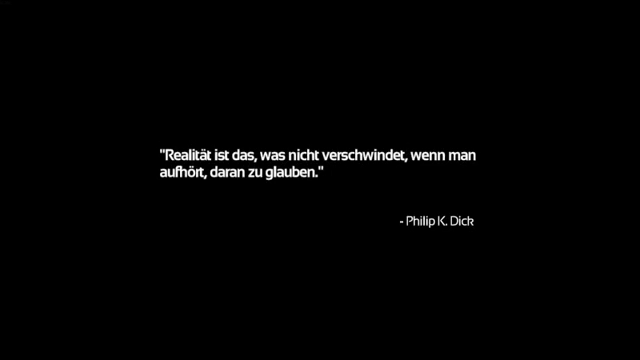 "Realität ist das, was nicht verschwindet, wenn man
aufhört, daran zu glauben."
- Philip K. Dick